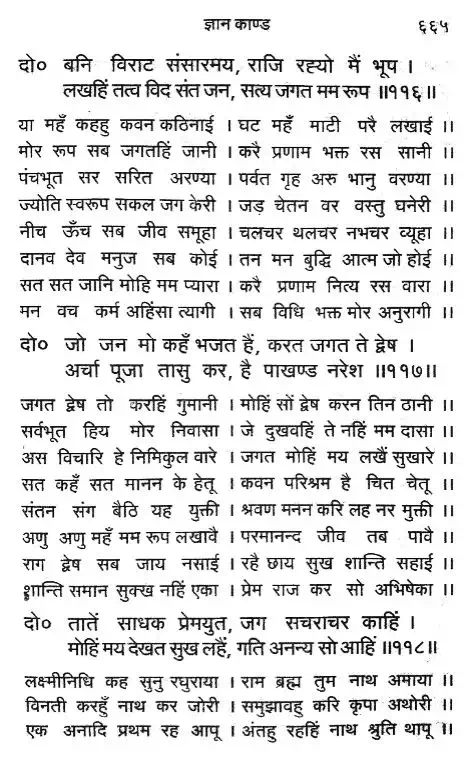 ज्ञान काण्ड ६६५
दो० बनि विराट संसारमय, राजि रह्यो मैं भूप ।
लखहिं तत्व विद संत जन, सत्य जगत मम रूप ॥११६॥
या महँ कहहु कवन कठिनाई । घट महँ माटी परै लखाई ॥
मोर रूप सब जगतहिं जानी । करै प्रणाम भक्त रस सानी ॥
पंचभूत सर सरित अरण्या । पर्वत गृह अरु भानु वरण्या ॥
ज्योति स्वरूप सकल जग केरी । जड़ चेतन वर वस्तु घनेरी ॥
नीच ऊँच सब जीव समूहा । चलचर थलचर नभचर व्यूहा ॥
दानव देव मनुज सब कोई । तन मन बुद्धि आत्म जो होई ॥
सत सत जानि मोहि मम प्यारा । करै प्रणाम नित्य रस वारा ॥
मन वच कर्म अहिंसा त्यागी । सब विधि भक्त मोर अनुरागी ॥
दो० जो जन मो कहँ भजत हैं, करत जगत ते द्वेष ।
अर्चा पूजा तासु कर, है पाखण्ड नरेश ॥११७॥
जगत द्वेष तो करहिं गुमानी । मोहिं सों द्वेष करन तिन ठानी ॥
सर्वभूत हिय मोर निवासा । जे दुखवहिं ते नहिं मम दासा ॥
अस विचारि हे निमिकुल वारे । जगत मोहिं मय लखैं सुखारे ॥
सत कहँ सत मानन के हेतू । कवन परिश्रम है चित चेतू ॥
संतन संग बैठि यह युक्ती । श्रवण मनन करि लह नर मुक्ती ॥
अणु अणु महँ मम रूप लखावै । परमानन्द जीव तब पावै ॥
राग द्वेष सब जाय नसाई । रहै छाय सुख शान्ति सहाई ॥
शान्ति समान सुक्ख नहिं एका । प्रेम राज कर सो अभिषेका ॥
दो० तातें साधक प्रेमयुत, जग सचराचर काहिं ।
मोहिं मय देखत सुख लहैं, गति अनन्य सो आहिं ॥११८॥
लक्ष्मीनिधि कह सुनु रघुराया । राम ब्रह्म तुम नाथ अमाया ॥
विनती करहुँ नाथ कर जोरी । समुझावहु करि कृपा अथोरी ॥
एक अनादि प्रथम रह आपू । अंतहु रहहिं नाथ श्रुति थापू ॥